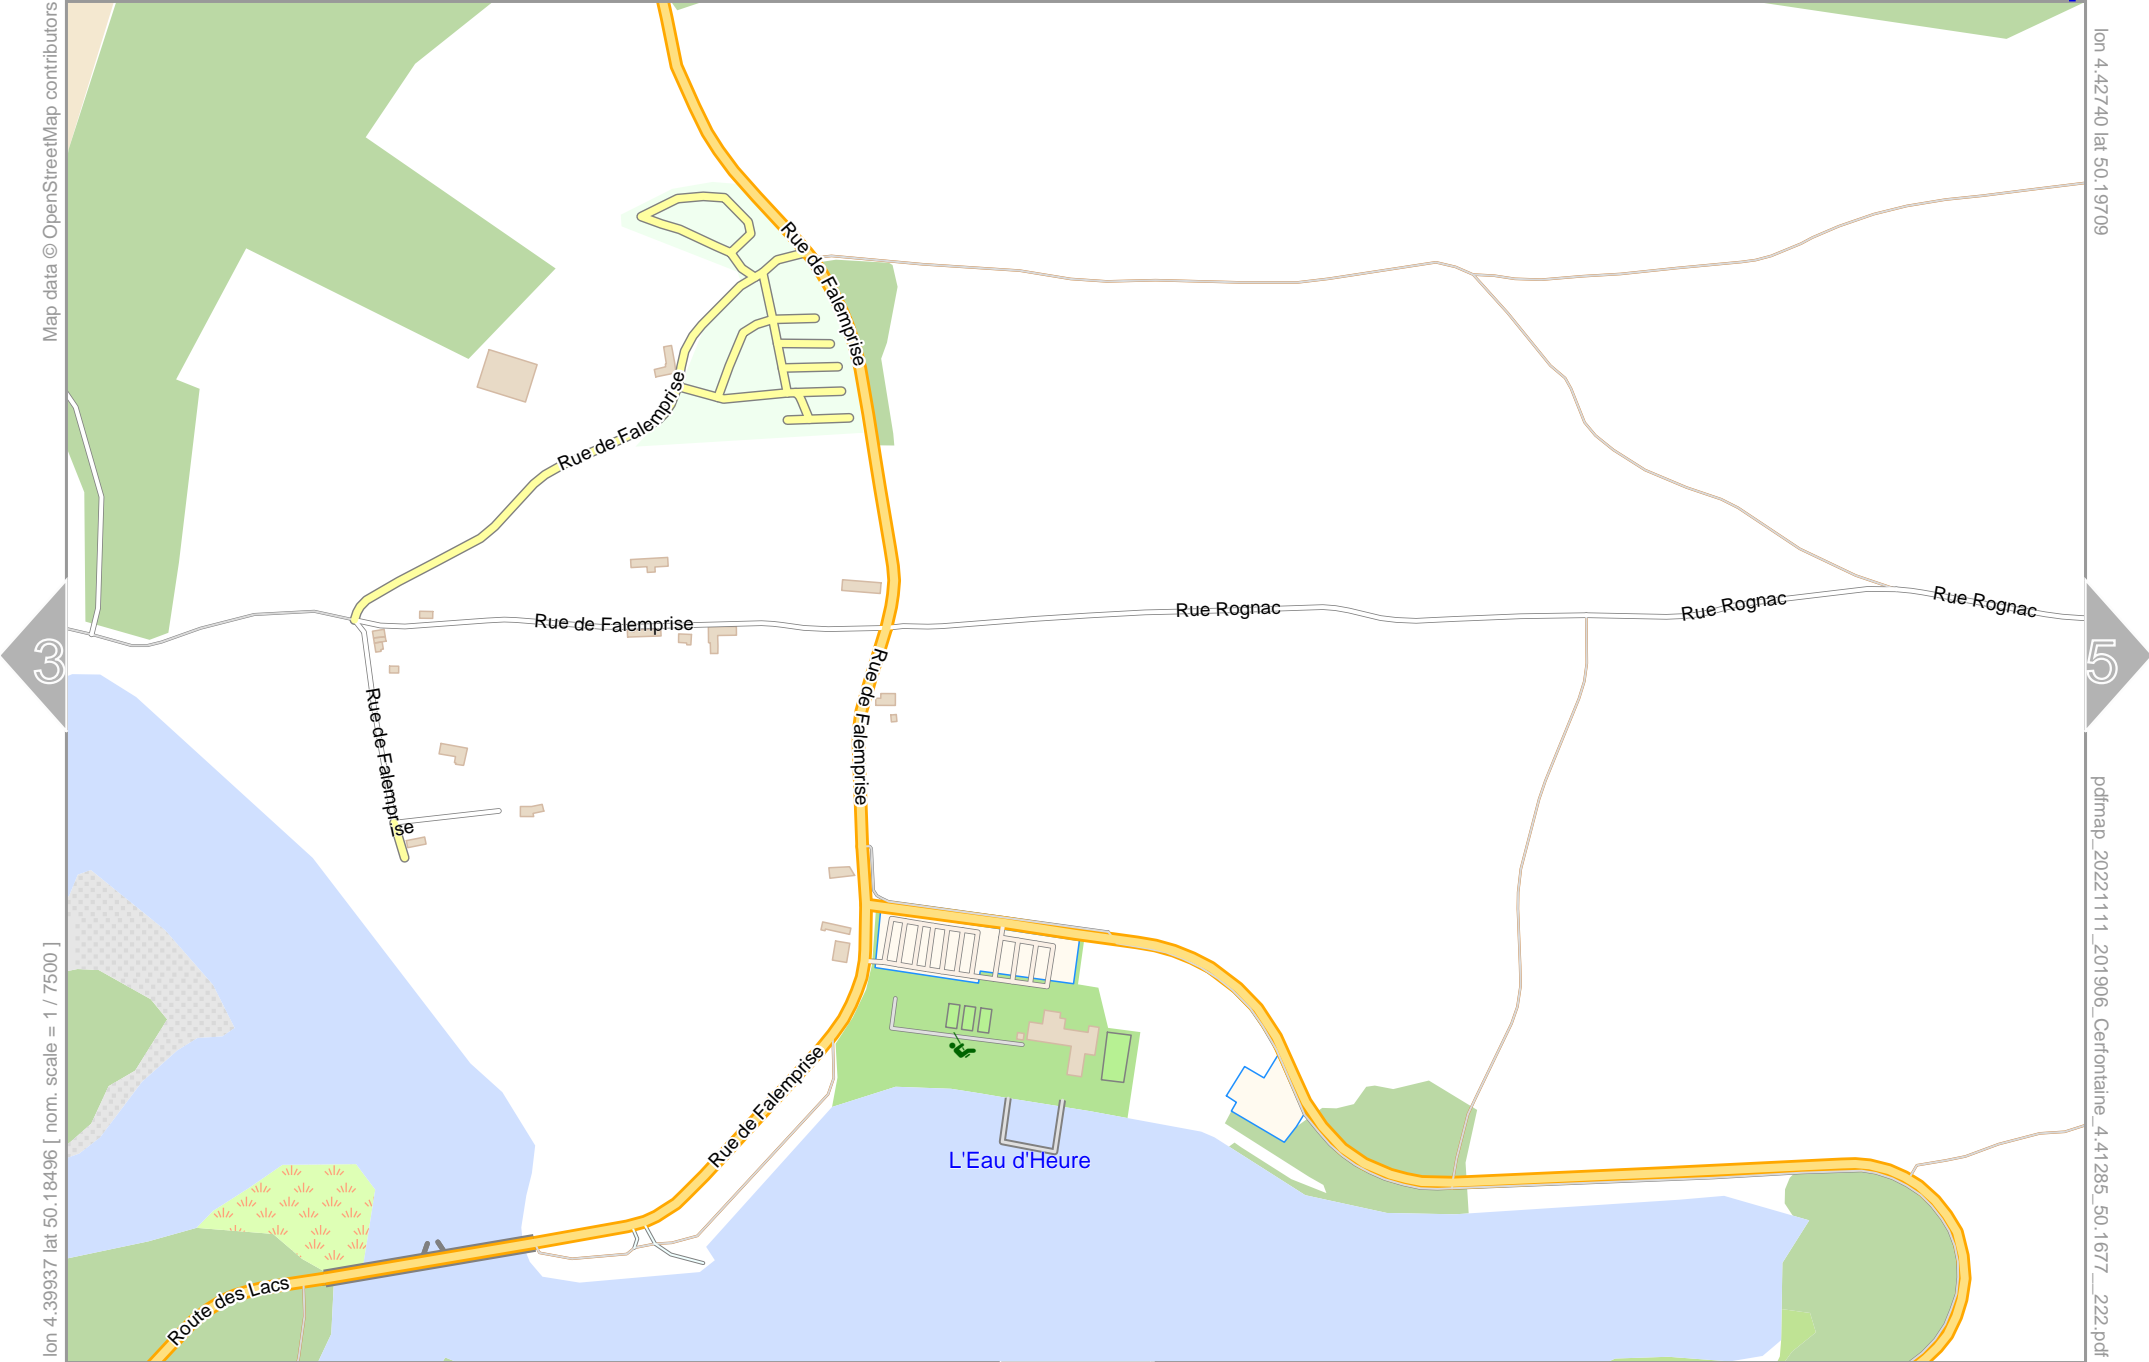 Map data © OpenStreetMap contributors
lon 4.42740 lat 50.19709
Rue de Falemprise
Rue de Falemprise
Rue de Falemprise
Rue Rognac
Rue Rognac
Rue Rognac
3
5
Rue de Falemprise
Rue de Falemprise
Rue de Falemprise
L'Eau d'Heure
Route des Lacs
lon 4.39937 lat 50.18496 [ nom. scale = 1 / 7500 ]
pdfmap_20221111_201906_Cerfontaine_4.41285_50.1677__222.pdf